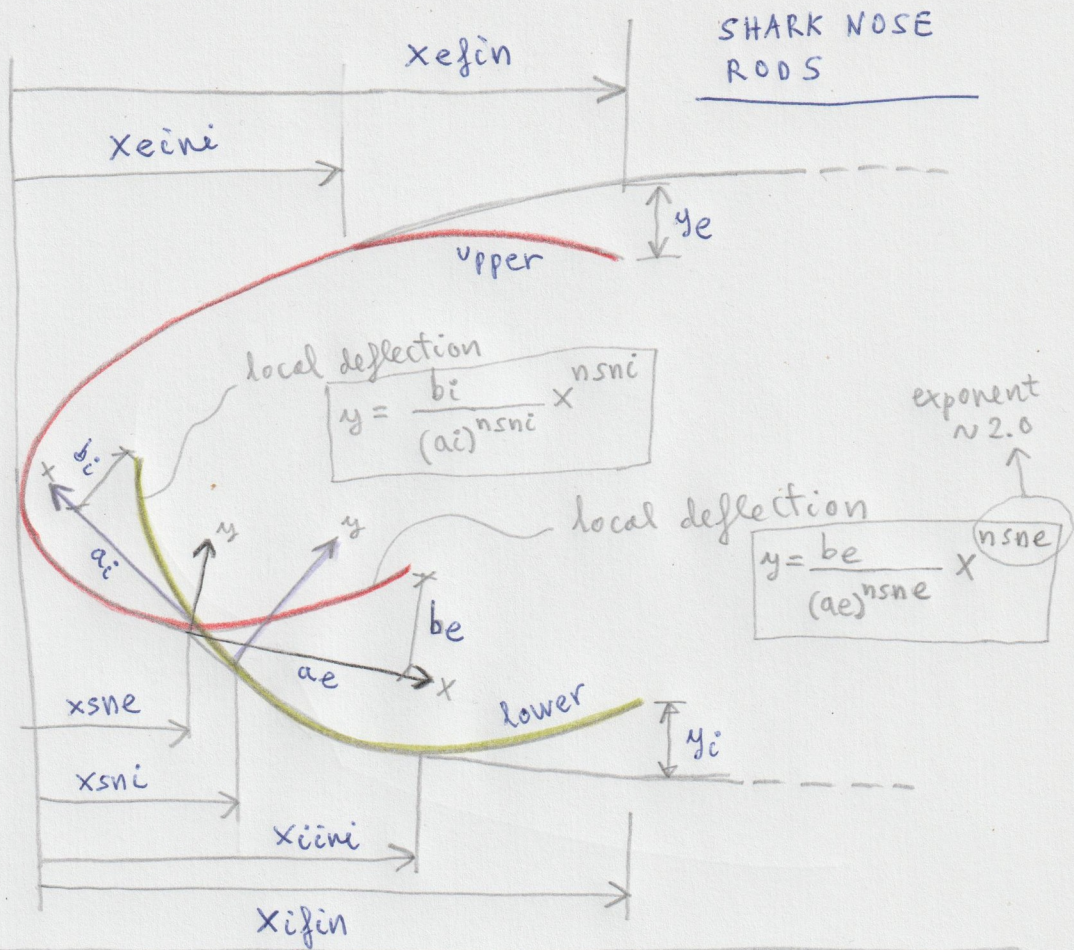 SHARK NOSE
RODS
xefin
xeini
ye
upper
local deflection
y = bi / (ai)^nsni x^nsni
exponent
~ 2.0
bi
x
ai
y
y
local deflection
y = be / (ae)^nsne x^nsne
be
ae
x
xsne
lower
yi
xsni
xiini
xifin